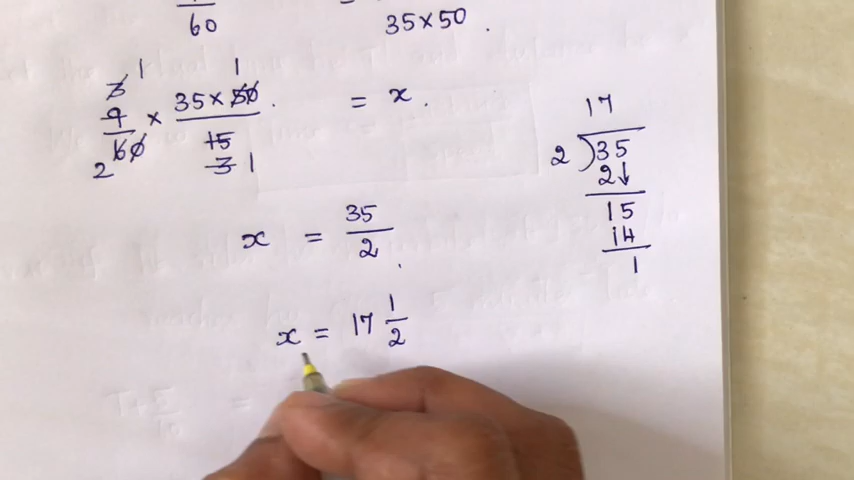 60
35×50 .
3 1 1
9/60 × 35×50/15 . = x .
2 3 1
x = 35/2 .
x = 17 1/2
17
2 ) 35
2↓
15
14
1